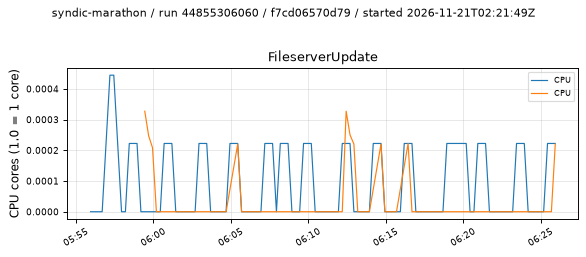 syndic-marathon / run 44855306060 / f7cd06570d79 / started 2026-11-21T02:21:49Z
FileserverUpdate
CPU cores (1.0 = 1 core)
0.0004
0.0003
0.0002
0.0001
0.0000
CPU
CPU
05:55
06:00
06:05
06:10
06:15
06:20
06:25